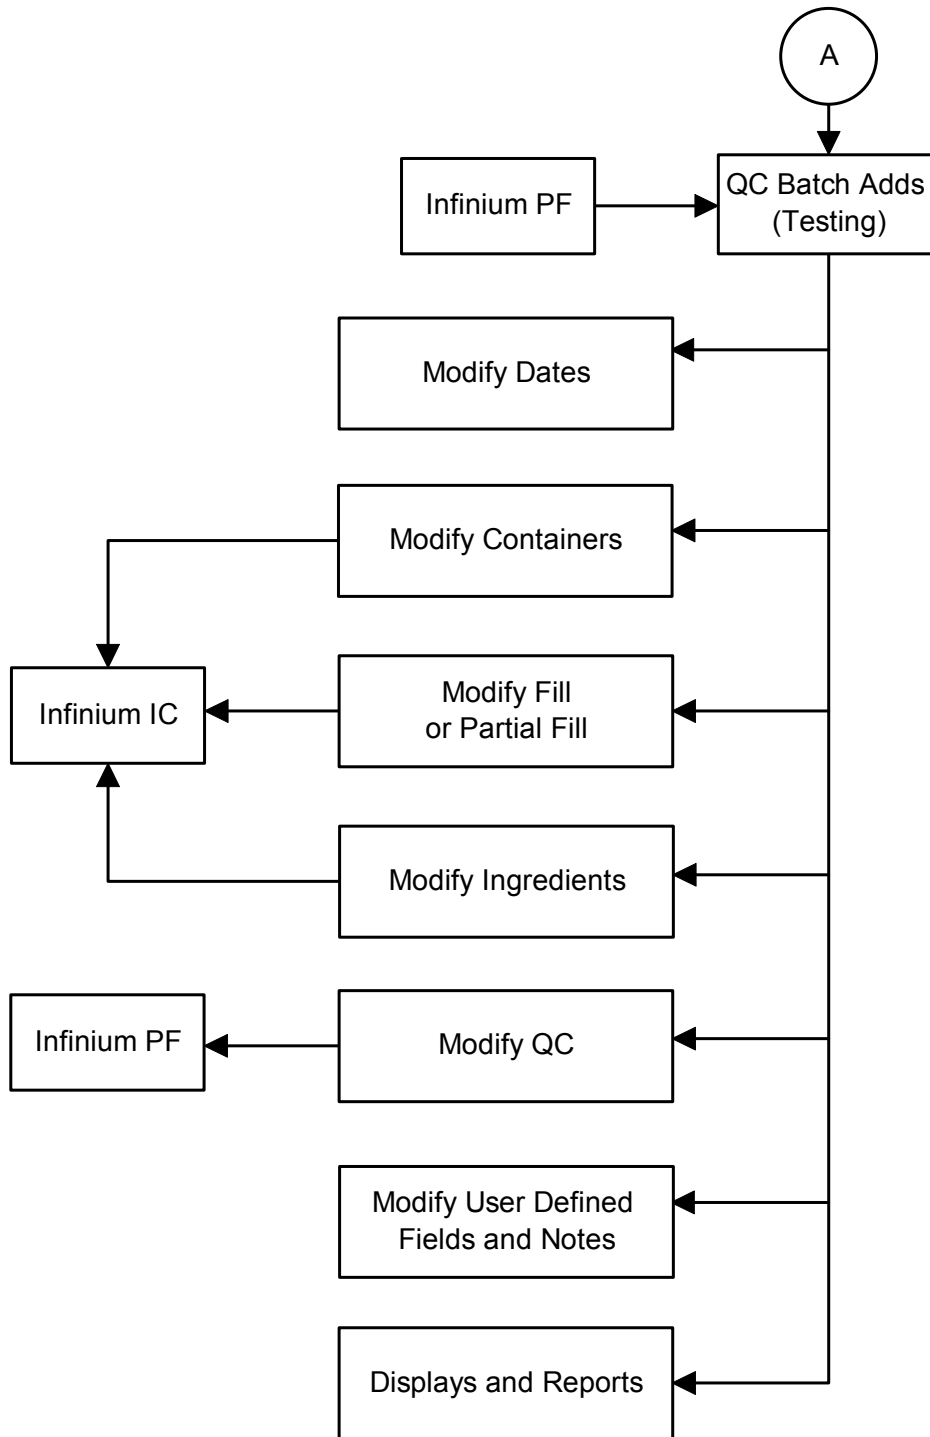 A
Infinium PF
QC Batch Adds
(Testing)
Modify Dates
Modify Containers
Infinium IC
Modify Fill
or Partial Fill
Modify Ingredients
Infinium PF
Modify QC
Modify User Defined
Fields and Notes
Displays and Reports